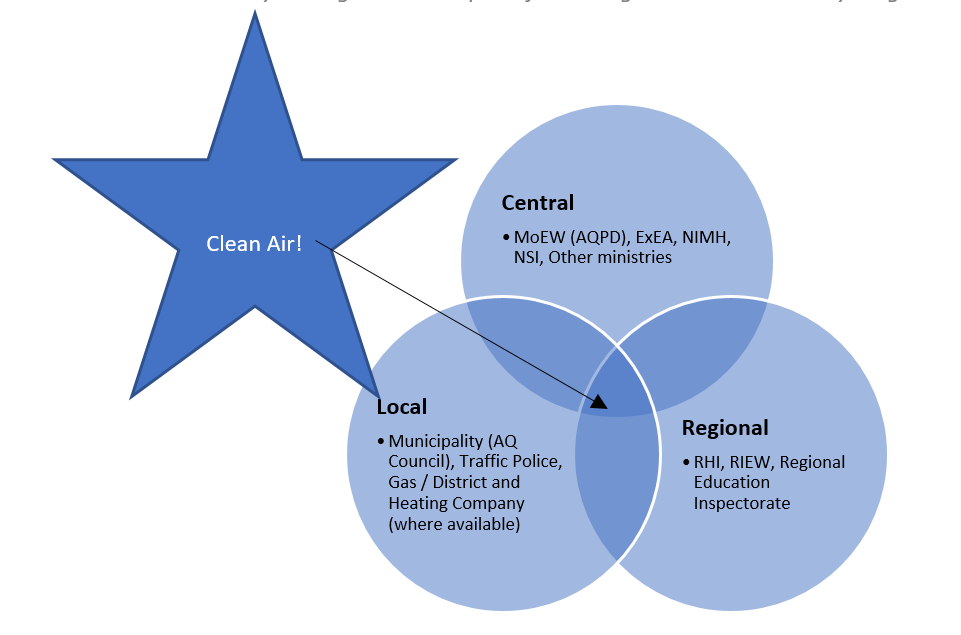 Clean Air!
Central
• MoEW (AQPD), ExEA, NIMH,
NSI, Other ministries
Local
• Municipality (AQ
Council), Traffic Police,
Gas / District and
Heating Company
(where available)
Regional
• RHI, RIEW, Regional
Education
Inspectorate